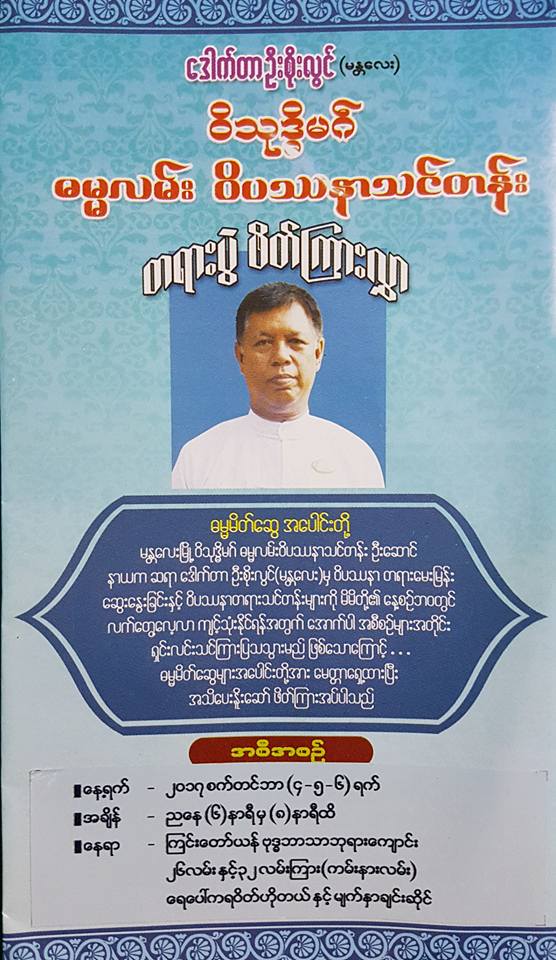 ဒေါက်တာဦးစိုးလွင် (မန္တလေး)
ဝိသုဒ္ဓိမဂ်
ဓမ္မလမ်း ဝိပဿနာသင်တန်း
တရားပွဲ ဖိတ်ကြားလွှာ
ဓမ္မမိတ်ဆွေ အပေါင်းတို့
မန္တလေးမြို့ ဝိသုဒ္ဓိမဂ် ဓမ္မလမ်းဝိပဿနာသင်တန်း ဦးဆောင်
နာယက ဆရာ ဒေါက်တာ ဦးစိုးလွင်(မန္တလေး)မှ ဝိပဿနာ တရားမေးမြန်း
ဆွေးနွေးခြင်းနှင့် ဝိပဿနာတရားသင်တန်းများကို မိမိတို့၏ နေ့စဉ်ဘဝတွင်
လက်တွေ့လေ့လာ ကျင့်သုံးနိုင်ရန်အတွက် အောက်ပါ အစီစဉ်များအတိုင်း
ရှင်းလင်းသင်ကြားပြသသွားမည် ဖြစ်သောကြောင့် . . .
ဓမ္မမိတ်ဆွေများအပေါင်းတို့အား မေတ္တာရှေ့ထားပြီး
အသိပေးနှိုးဆော် ဖိတ်ကြားအပ်ပါသည်
အစီအစဉ်
နေ့ရက် - ၂၀၁၇ စက်တင်ဘာ (၄-၅-၆) ရက်
အချိန် - ညနေ (၆) နာရီမှ (၈) နာရီထိ
နေရာ - ကြင်းတော်ယန် ဗုဒ္ဓဘာသာဘုရားကျောင်း
၂၆လမ်း နှင့် ၃၂ လမ်းကြား (ကမ်းနားလမ်း)
ရေပေါ်ကရဝိတ်ဟိုတယ် နှင့် မျက်နှာချင်းဆိုင်